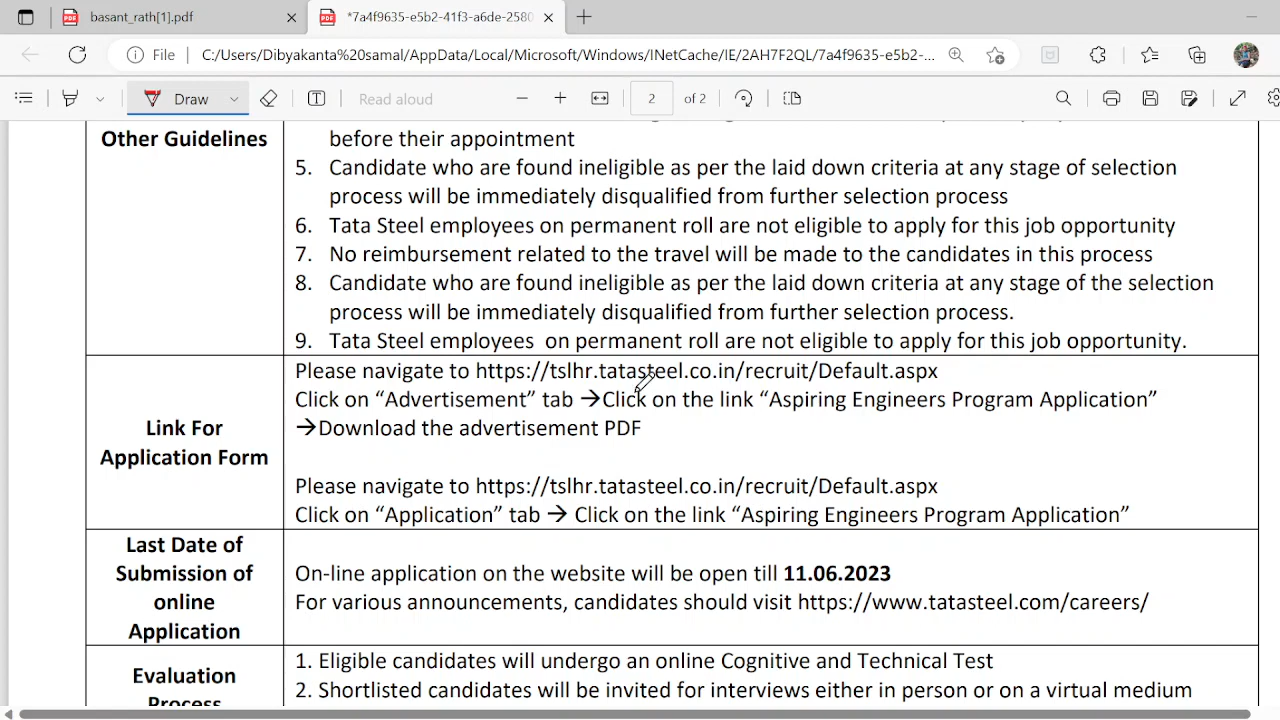 basant_rath[1].pdf
*7a4f9635-e5b2-41f3-a6de-2580
File
C:/Users/Dibyakanta%20samal/AppData/Local/Microsoft/Windows/INetCache/IE/2AH7F2QL/7a4f9635-e5b2-...
Draw
Read aloud
2
of 2
Other Guidelines
before their appointment
5. Candidate who are found ineligible as per the laid down criteria at any stage of selection
process will be immediately disqualified from further selection process
6. Tata Steel employees on permanent roll are not eligible to apply for this job opportunity
7. No reimbursement related to the travel will be made to the candidates in this process
8. Candidate who are found ineligible as per the laid down criteria at any stage of the selection
process will be immediately disqualified from further selection process.
9. Tata Steel employees on permanent roll are not eligible to apply for this job opportunity.
Link For
Application Form
Please navigate to https://tslhr.tatasteel.co.in/recruit/Default.aspx
Click on “Advertisement” tab →Click on the link “Aspiring Engineers Program Application”
→Download the advertisement PDF
Please navigate to https://tslhr.tatasteel.co.in/recruit/Default.aspx
Click on “Application” tab → Click on the link “Aspiring Engineers Program Application”
Last Date of
Submission of
online
Application
On-line application on the website will be open till 11.06.2023
For various announcements, candidates should visit https://www.tatasteel.com/careers/
Evaluation
Process
1. Eligible candidates will undergo an online Cognitive and Technical Test
2. Shortlisted candidates will be invited for interviews either in person or on a virtual medium